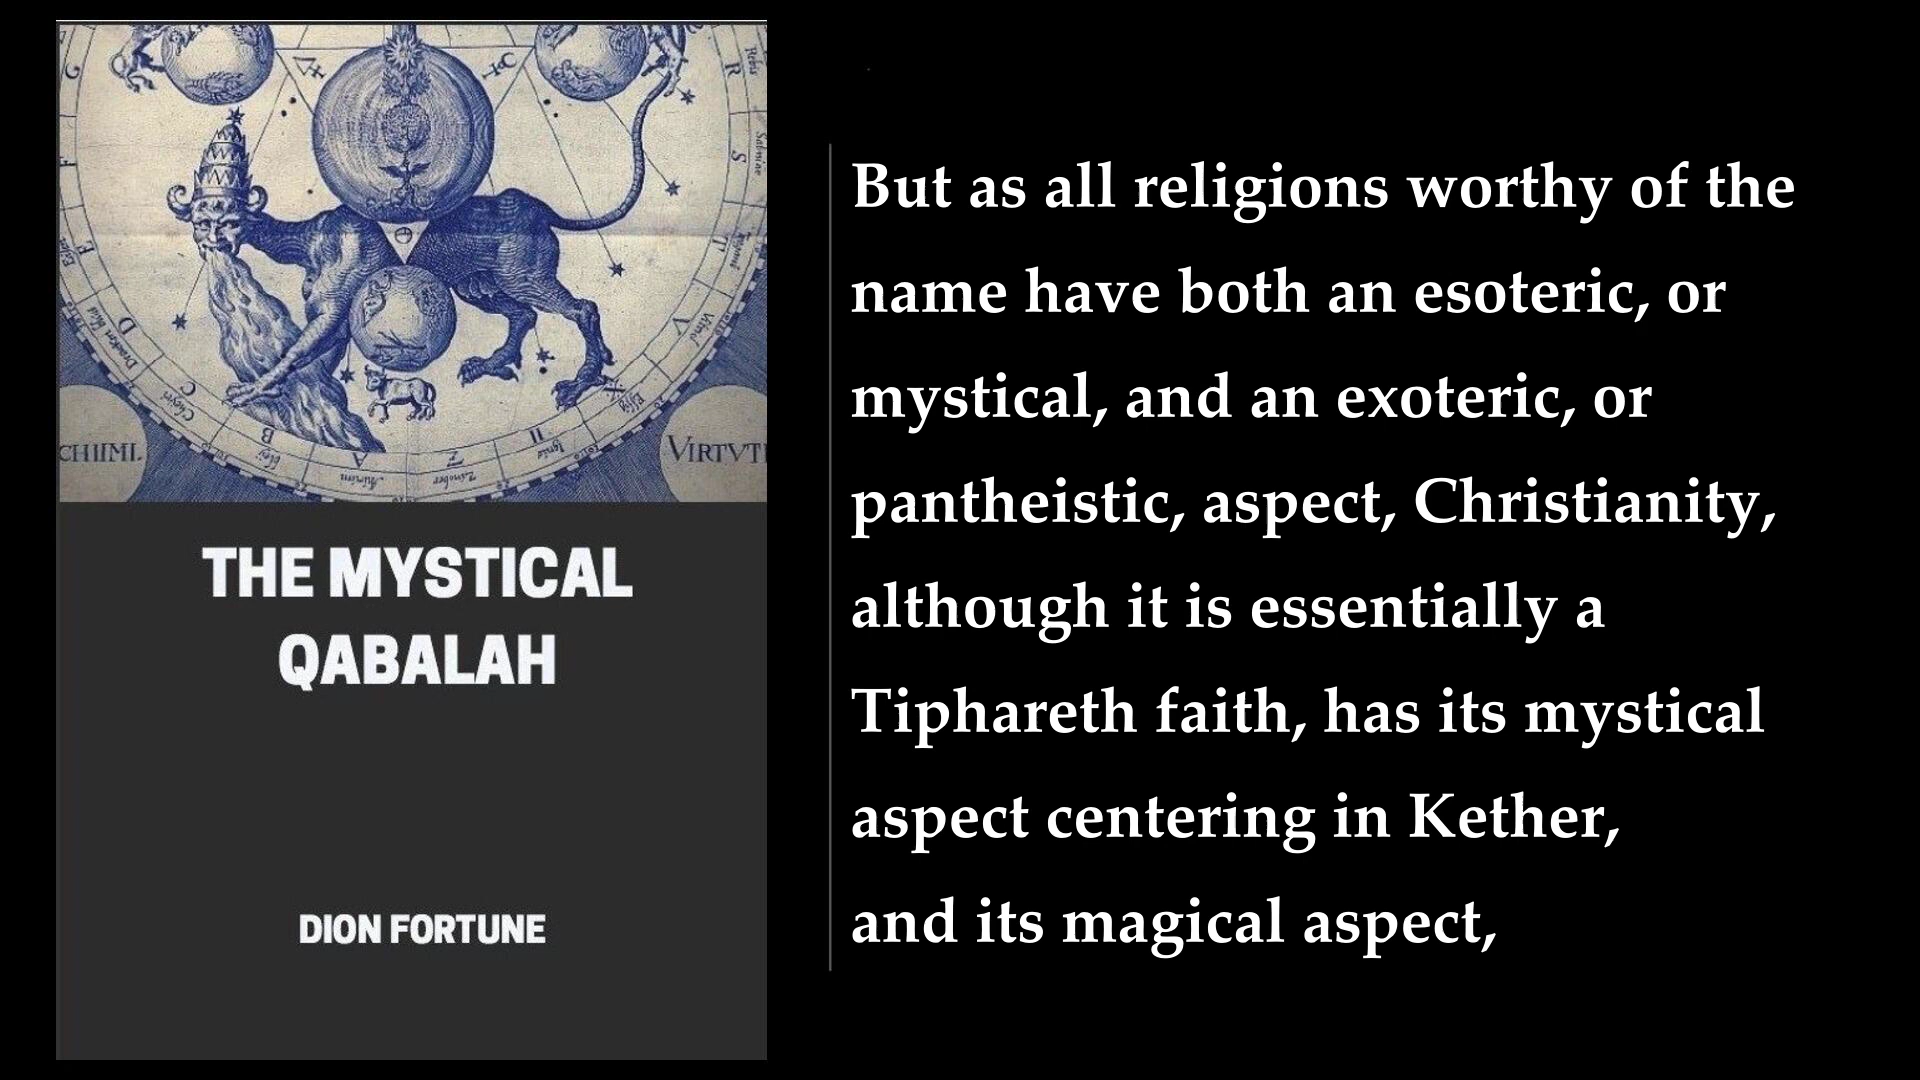 CHIIMI.
VIRTVTI
THE MYSTICAL
QABALAH
DION FORTUNE
But as all religions worthy of the
name have both an esoteric, or
mystical, and an exoteric, or
pantheistic, aspect, Christianity,
although it is essentially a
Tiphareth faith, has its mystical
aspect centering in Kether,
and its magical aspect,